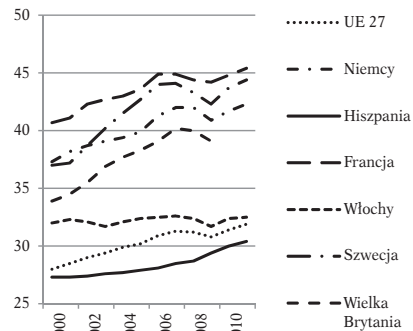 50
45
40
35
30
25
2000
2002
2004
2006
2008
2010
UE 27
Niemcy
Hiszpania
Francja
Włochy
Szwecja
Wielka
Brytania